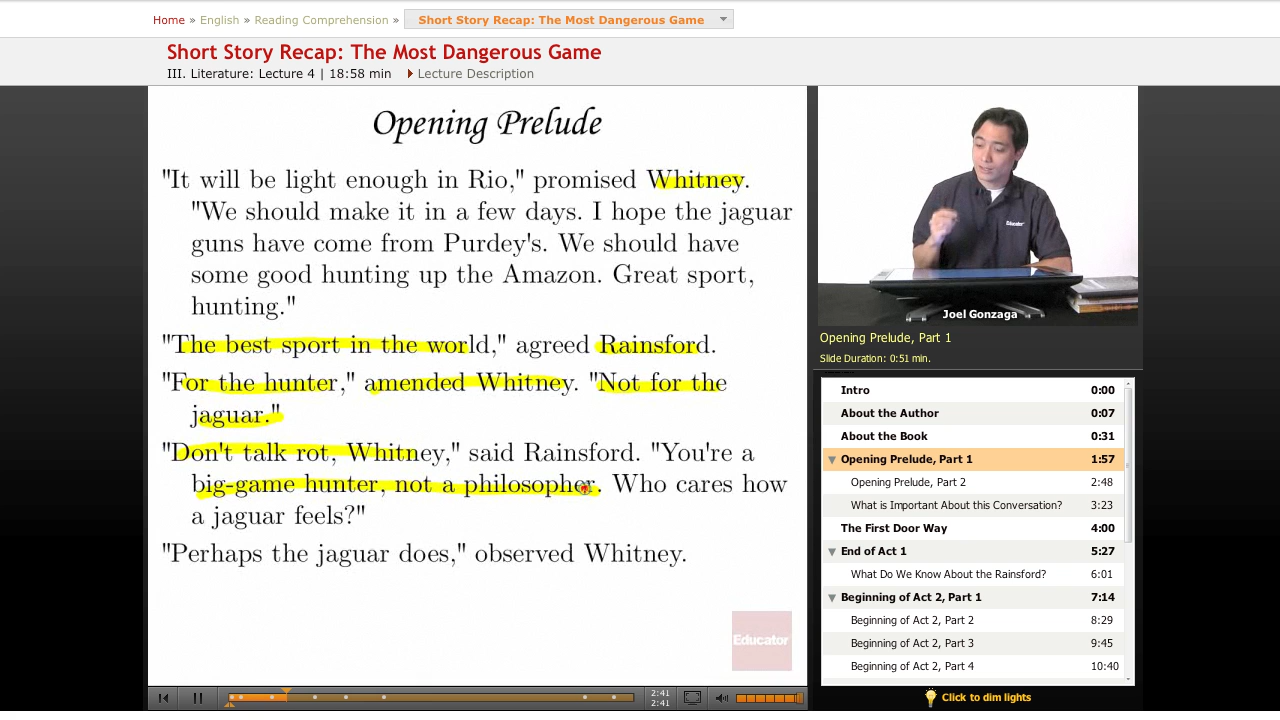 Home » English » Reading Comprehension » Short Story Recap: The Most Dangerous Game
Short Story Recap: The Most Dangerous Game
III. Literature: Lecture 4 | 18:58 min Lecture Description
Opening Prelude
"It will be light enough in Rio," promised Whitney.
"We should make it in a few days. I hope the jaguar
guns have come from Purdey's. We should have
some good hunting up the Amazon. Great sport,
hunting."
"The best sport in the world," agreed Rainsford.
"For the hunter," amended Whitney. "Not for the
jaguar."
"Don't talk rot, Whitney," said Rainsford. "You're a
big-game hunter, not a philosopher. Who cares how
a jaguar feels?"
"Perhaps the jaguar does," observed Whitney.
Educator
2:41
2:41
Educator
Joel Gonzaga
Opening Prelude, Part 1
Slide Duration: 0:51 min.
Intro 0:00
About the Author 0:07
About the Book 0:31
Opening Prelude, Part 1 1:57
Opening Prelude, Part 2 2:48
What is Important About this Conversation? 3:23
The First Door Way 4:00
End of Act 1 5:27
What Do We Know About the Rainsford? 6:01
Beginning of Act 2, Part 1 7:14
Beginning of Act 2, Part 2 8:29
Beginning of Act 2, Part 3 9:45
Beginning of Act 2, Part 4 10:40
Click to dim lights